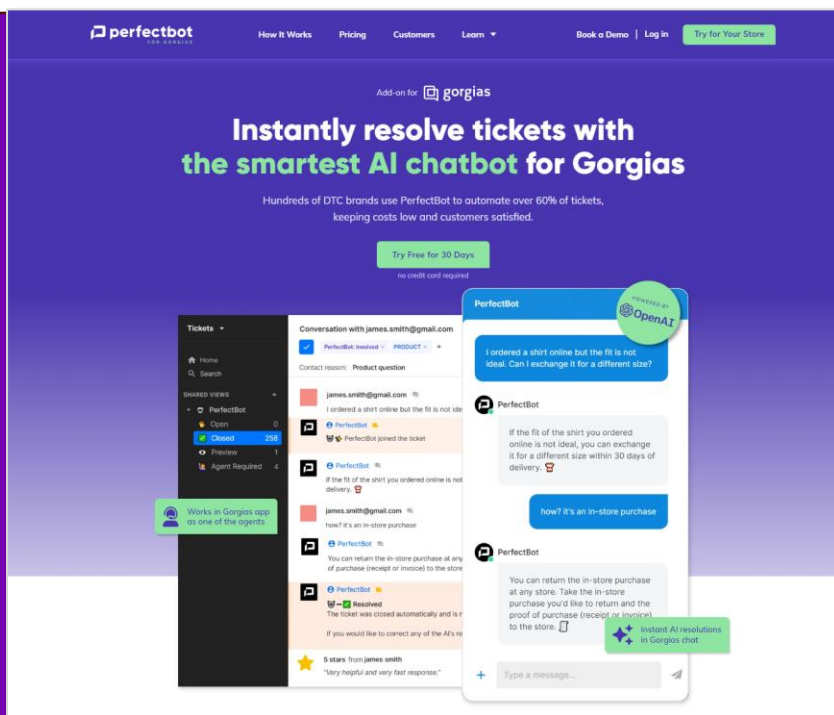 perfectbot
FOR GORGIAS
How It Works Pricing Customers Learn
Book a Demo | Log in Try for Your Store
Add-on for gorgias
Instantly resolve tickets with
the smartest AI chatbot for Gorgias
Hundreds of DTC brands use PerfectBot to automate over 60% of tickets,
keeping costs low and customers satisfied.
Try Free for 30 Days
no credit card required
Tickets
Home
Search
SHARED VIEWS +
PerfectBot
Open 0
Closed 258
Preview 1
Agent Required 4
Works in Gorgias app
as one of the agents
Conversation with james.smith@gmail.com
PerfectBot: Involved × PRODUCT × +
Contact reason: Product question
james.smith@gmail.com
I ordered a shirt online but the fit is not ide
PerfectBot
PerfectBot joined the ticket
PerfectBot
If the fit of the shirt you ordered online is not
delivery.
james.smith@gmail.com
how? it's an in-store purchase
PerfectBot
You can return the in-store purchase at any
of purchase (receipt or invoice) to the store
PerfectBot
Resolved
The ticket was closed automatically and is r
If you would like to correct any of the AI's re
5 stars from james smith
"Very helpful and very fast response."
PerfectBot
POWERED BY
OpenAI
I ordered a shirt online but the fit is not
ideal. Can I exchange it for a different size?
PerfectBot
If the fit of the shirt you ordered
online is not ideal, you can exchange
it for a different size within 30 days of
delivery.
how? it's an in-store purchase
PerfectBot
You can return the in-store purchase
at any store. Take the in-store
purchase you'd like to return and the
proof of purchase (receipt or invoice)
to the store.
Instant AI resolutions
in Gorgias chat
+ Type a message...